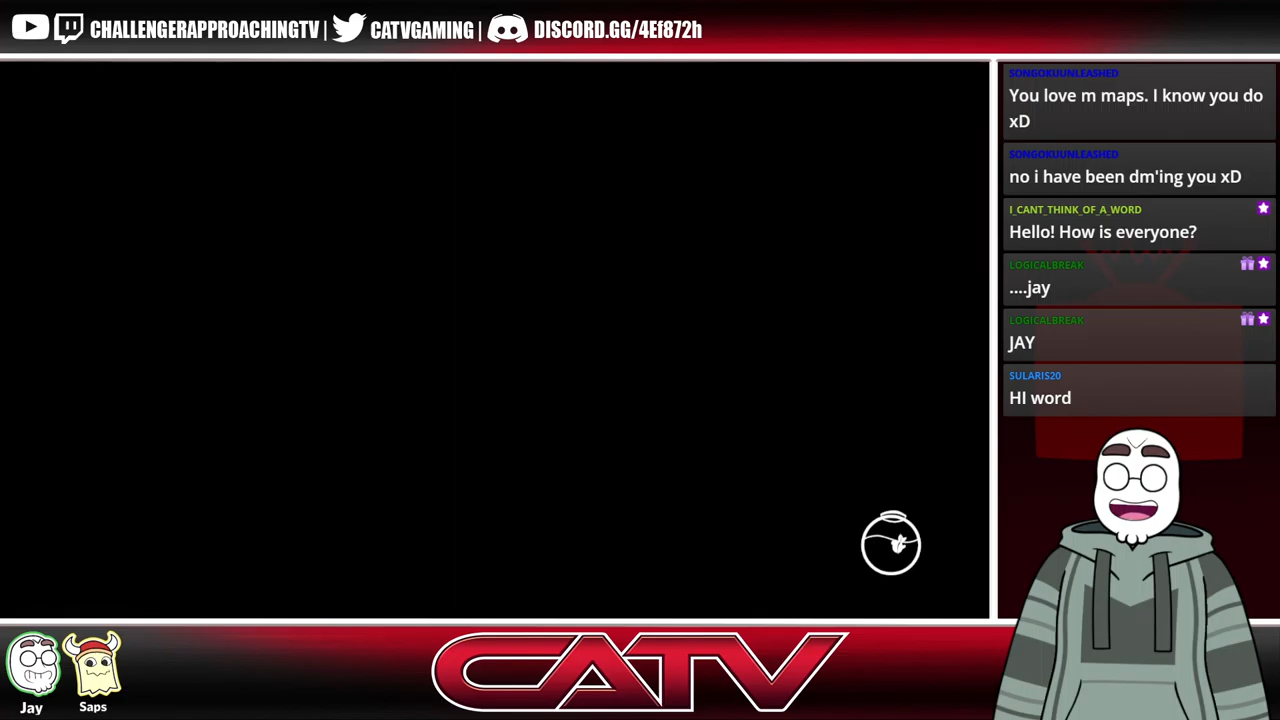 CHALLENGERAPPROACHINGTV | CATVGAMING | DISCORD.GG/4Ef872h
SONGOKUUNLEASHED
You love m maps. I know you do
xD
SONGOKUUNLEASHED
no i have been dm'ing you xD
I_CANT_THINK_OF_A_WORD
Hello! How is everyone?
LOGICALBREAK
....jay
LOGICALBREAK
JAY
SULARIS20
HI word
CATV
Jay
Saps